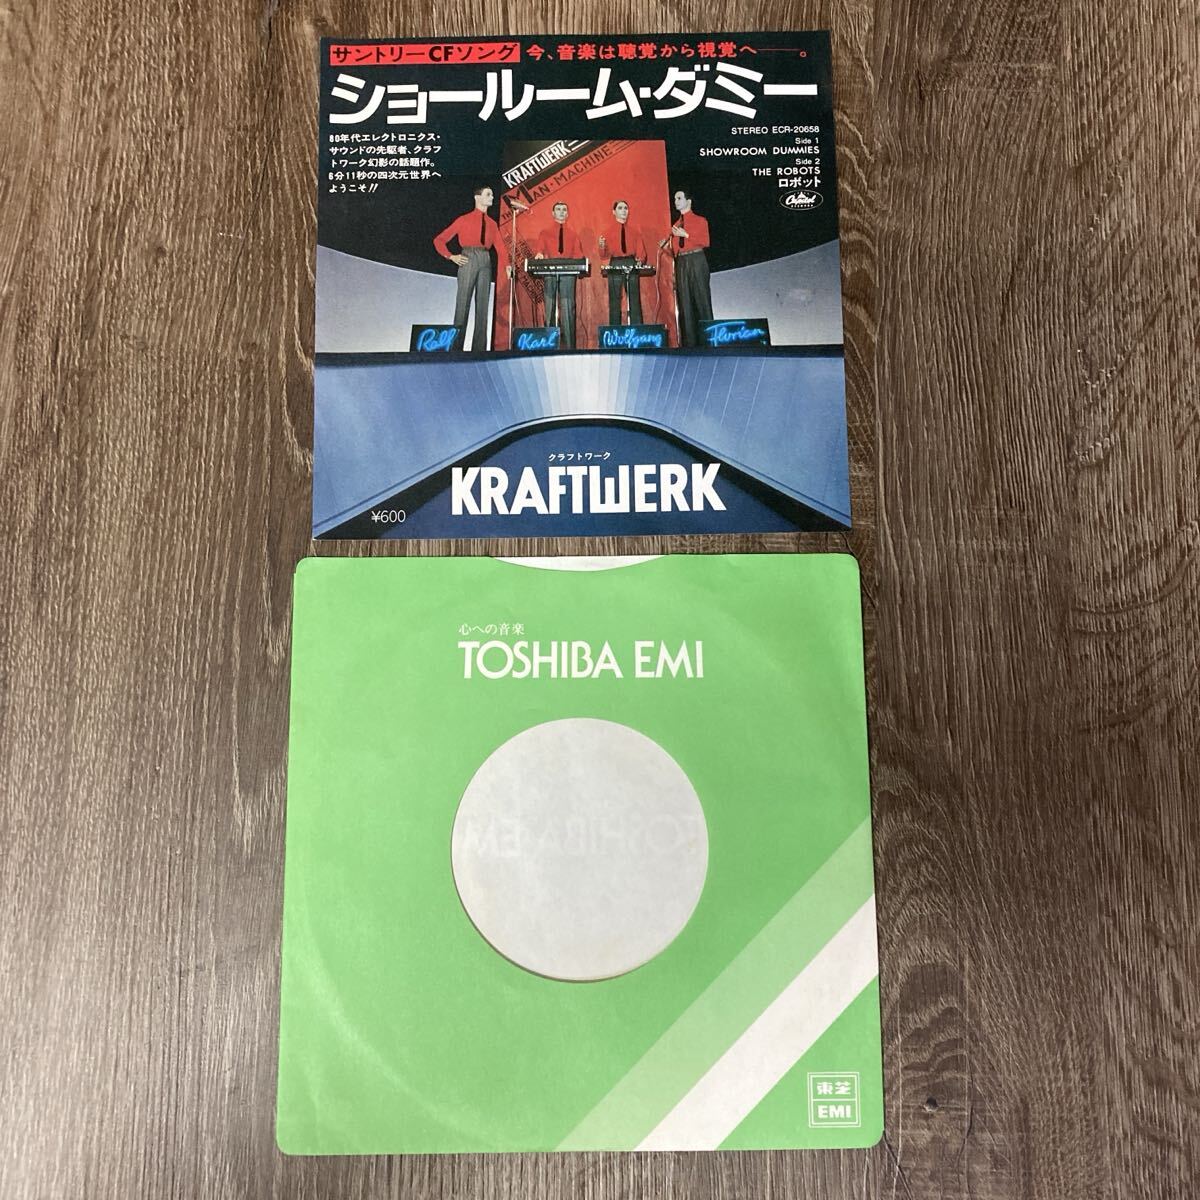 サントリーCFソング 今、音楽は聴覚から視覚へ——。
ショールーム・ダミー
80年代エレクトロニクス・
サウンドの先駆者、クラフ
トワーク幻影の話題作。
6分11秒の四次元世界へ
ようこそ!!
STEREO ECR-20658
Side 1
SHOWROOM DUMMIES
Side 2
THE ROBOTS
ロボット
Capitol
KRAFTWERK
MAN·MACHINE
Ralf
Karl
Wolfgang
Florian
クラフトワーク
KRAFTWERK
¥600
心への音楽
TOSHIBA EMI
TOSHIBA EMI
東芝
EMI